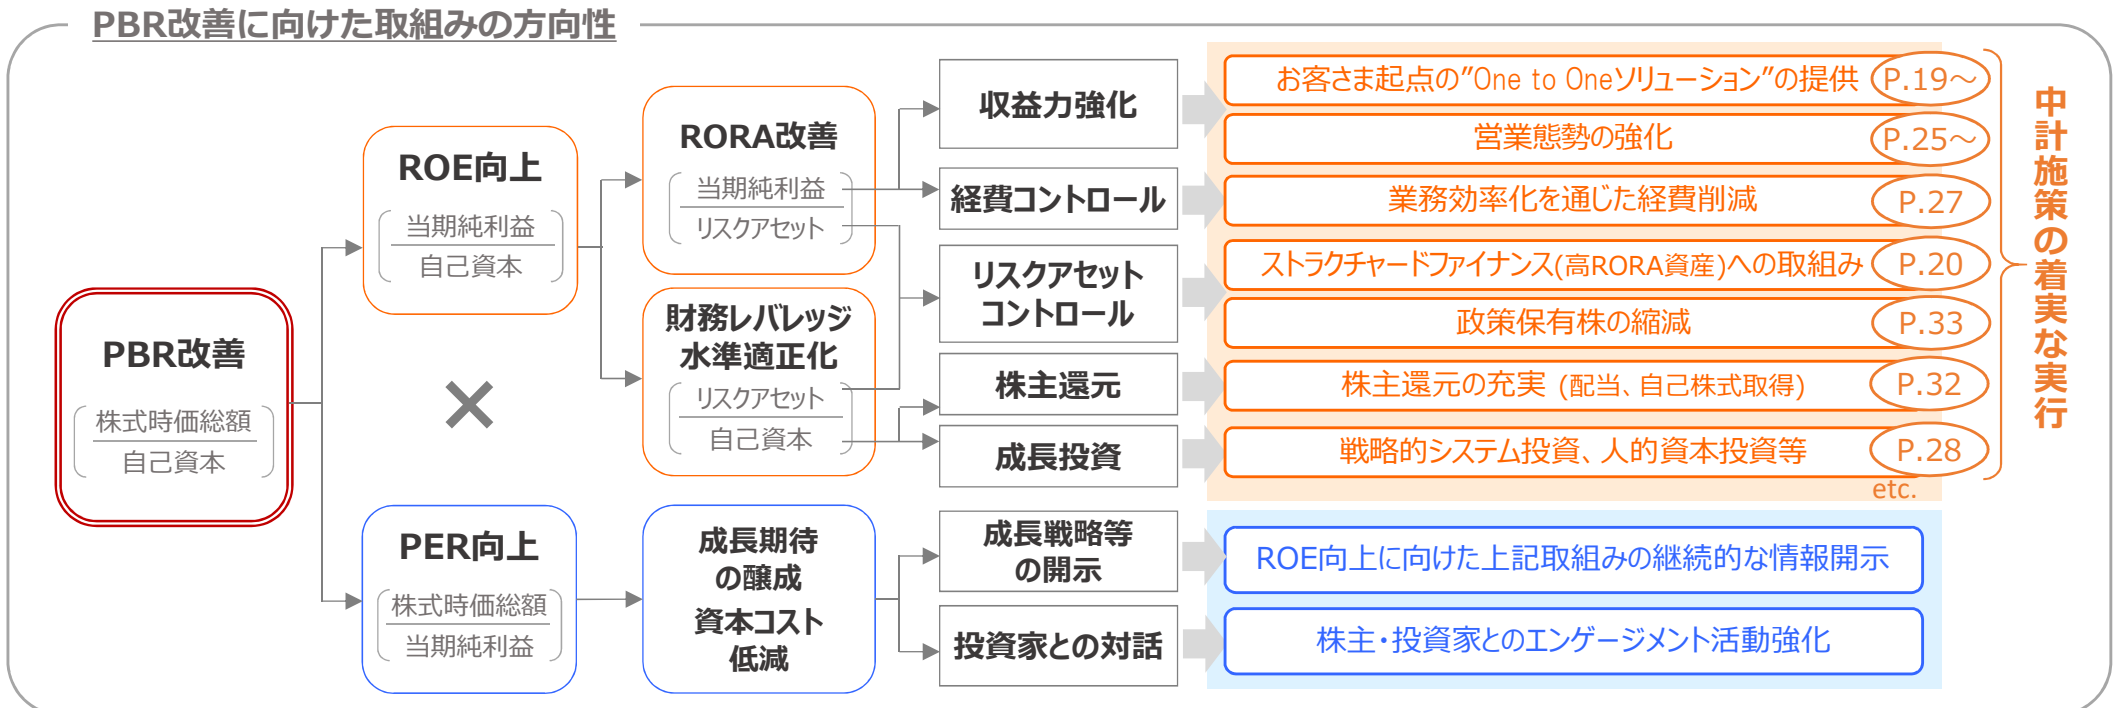 PBR改善に向けた取組みの方向性
PBR改善
株式時価総額
自己資本
ROE向上
当期純利益
自己資本
×
PER向上
株式時価総額
当期純利益
RORA改善
当期純利益
リスクアセット
財務レバレッジ
水準適正化
リスクアセット
自己資本
成長期待
の醸成
資本コスト
低減
収益力強化
経費コントロール
リスクアセット
コントロール
株主還元
成長投資
成長戦略等
の開示
投資家との対話
お客さま起点の”One to Oneソリューション”の提供 P.19～
営業態勢の強化 P.25～
業務効率化を通じた経費削減 P.27
ストラクチャードファイナンス(高RORA資産)への取組み P.20
政策保有株の縮減 P.33
株主還元の充実 (配当、自己株式取得) P.32
戦略的システム投資、人的資本投資等 P.28
etc.
ROE向上に向けた上記取組みの継続的な情報開示
株主・投資家とのエンゲージメント活動強化
中計施策の着実な実行